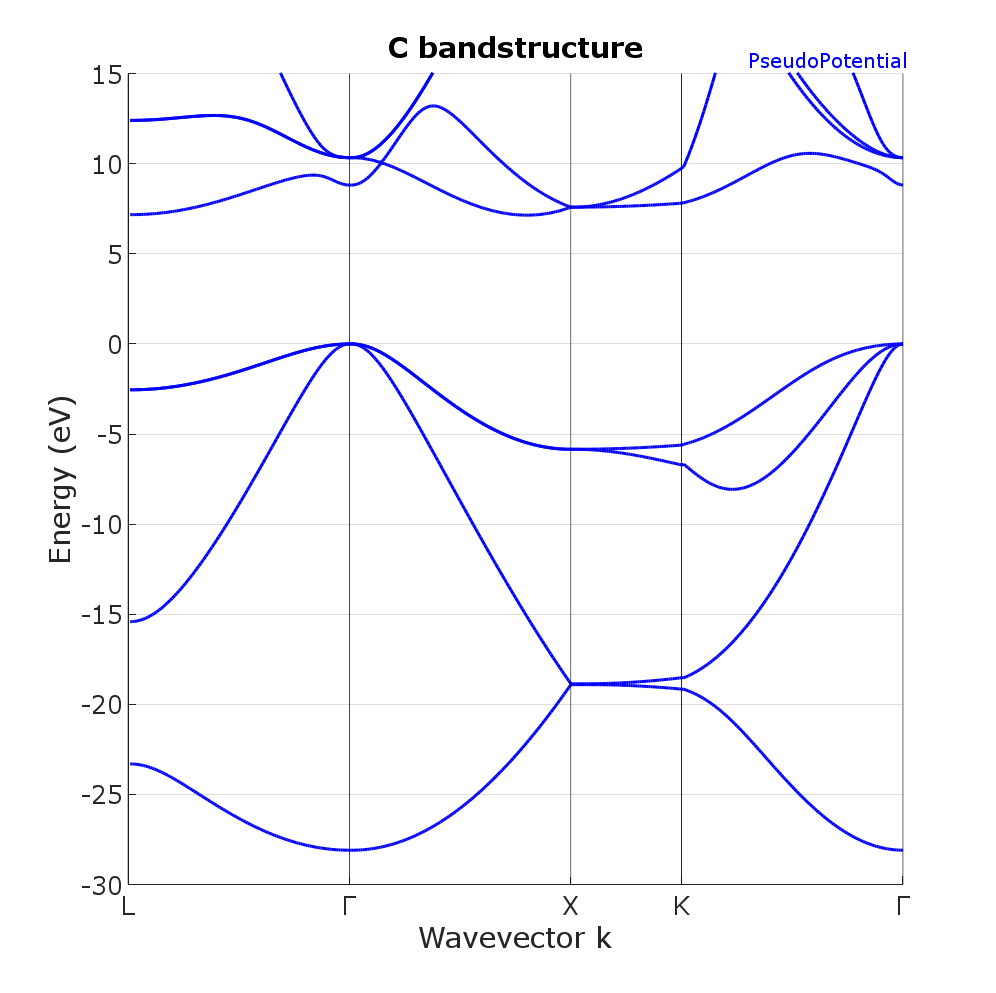 C bandstructure
PseudoPotential
15
10
5
0
-5
-10
-15
-20
-25
-30
Energy (eV)
L Γ X K Γ
Wavevector k